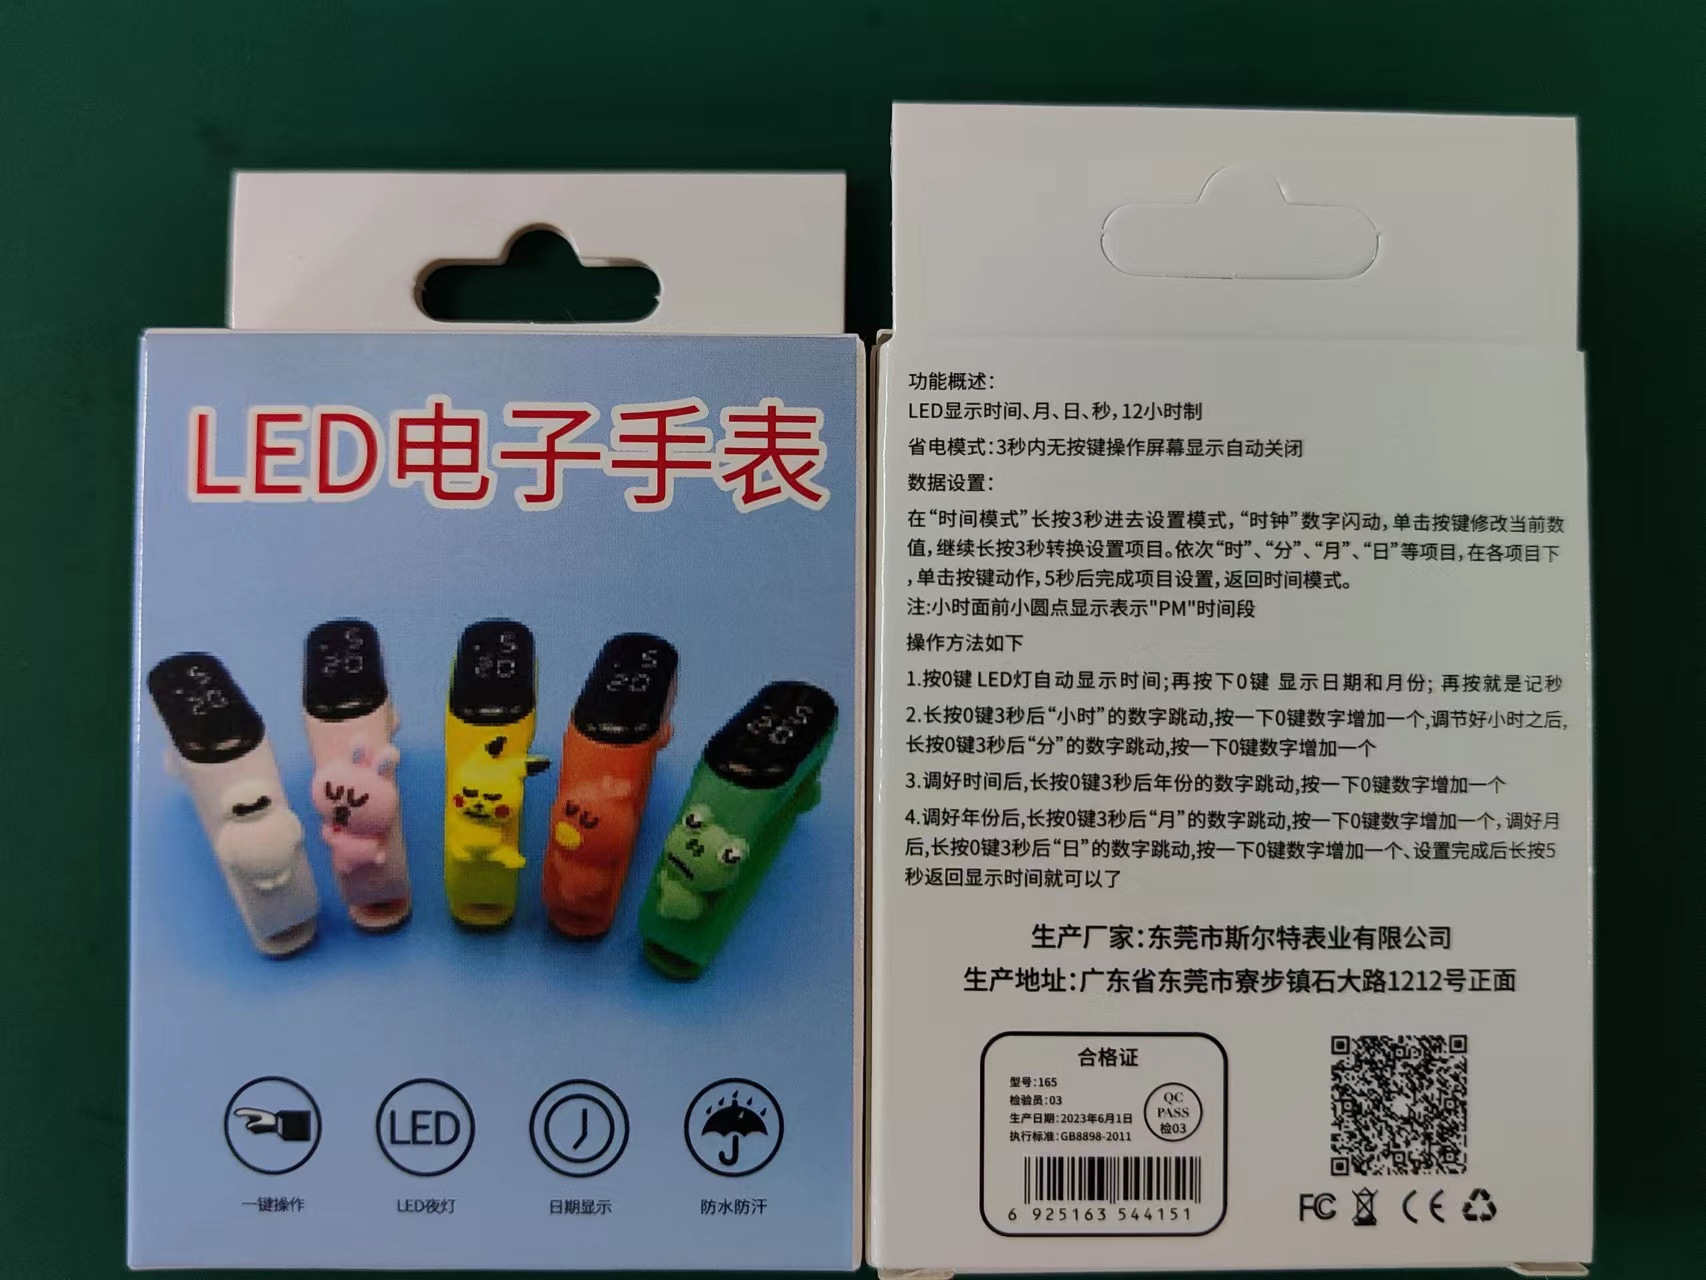 LED电子手表
一键操作
LED
LED夜灯
日期显示
防水防汗
功能概述：
LED显示时间、月、日、秒，12小时制
省电模式：3秒内无按键操作屏幕显示自动关闭
数据设置：
在“时间模式”长按3秒进去设置模式，“时钟”数字闪动，单击按键修改当前数
值，继续长按3秒转换设置项目。依次“时”、“分”、“月”、“日”等项目，在各项目下
，单击按键动作，5秒后完成项目设置，返回时间模式。
注:小时面前小圆点显示表示"PM"时间段
操作方法如下
1.按0键 LED灯自动显示时间;再按下0键 显示日期和月份; 再按就是记秒
2.长按0键3秒后“小时”的数字跳动,按一下0键数字增加一个,调节好小时之后,
长按0键3秒后“分”的数字跳动,按一下0键数字增加一个
3.调好时间后,长按0键3秒后年份的数字跳动,按一下0键数字增加一个
4.调好年份后,长按0键3秒后“月”的数字跳动,按一下0键数字增加一个，调好月
后,长按0键3秒后“日”的数字跳动,按一下0键数字增加一个、设置完成后长按5
秒返回显示时间就可以了
生产厂家：东莞市斯尔特表业有限公司
生产地址：广东省东莞市寮步镇石大路1212号正面
合格证
型号：165
检验员：03
生产日期：2023年6月1日
执行标准：GB8898-2011
QC
PASS
检03
6 925163 544151
FC CE